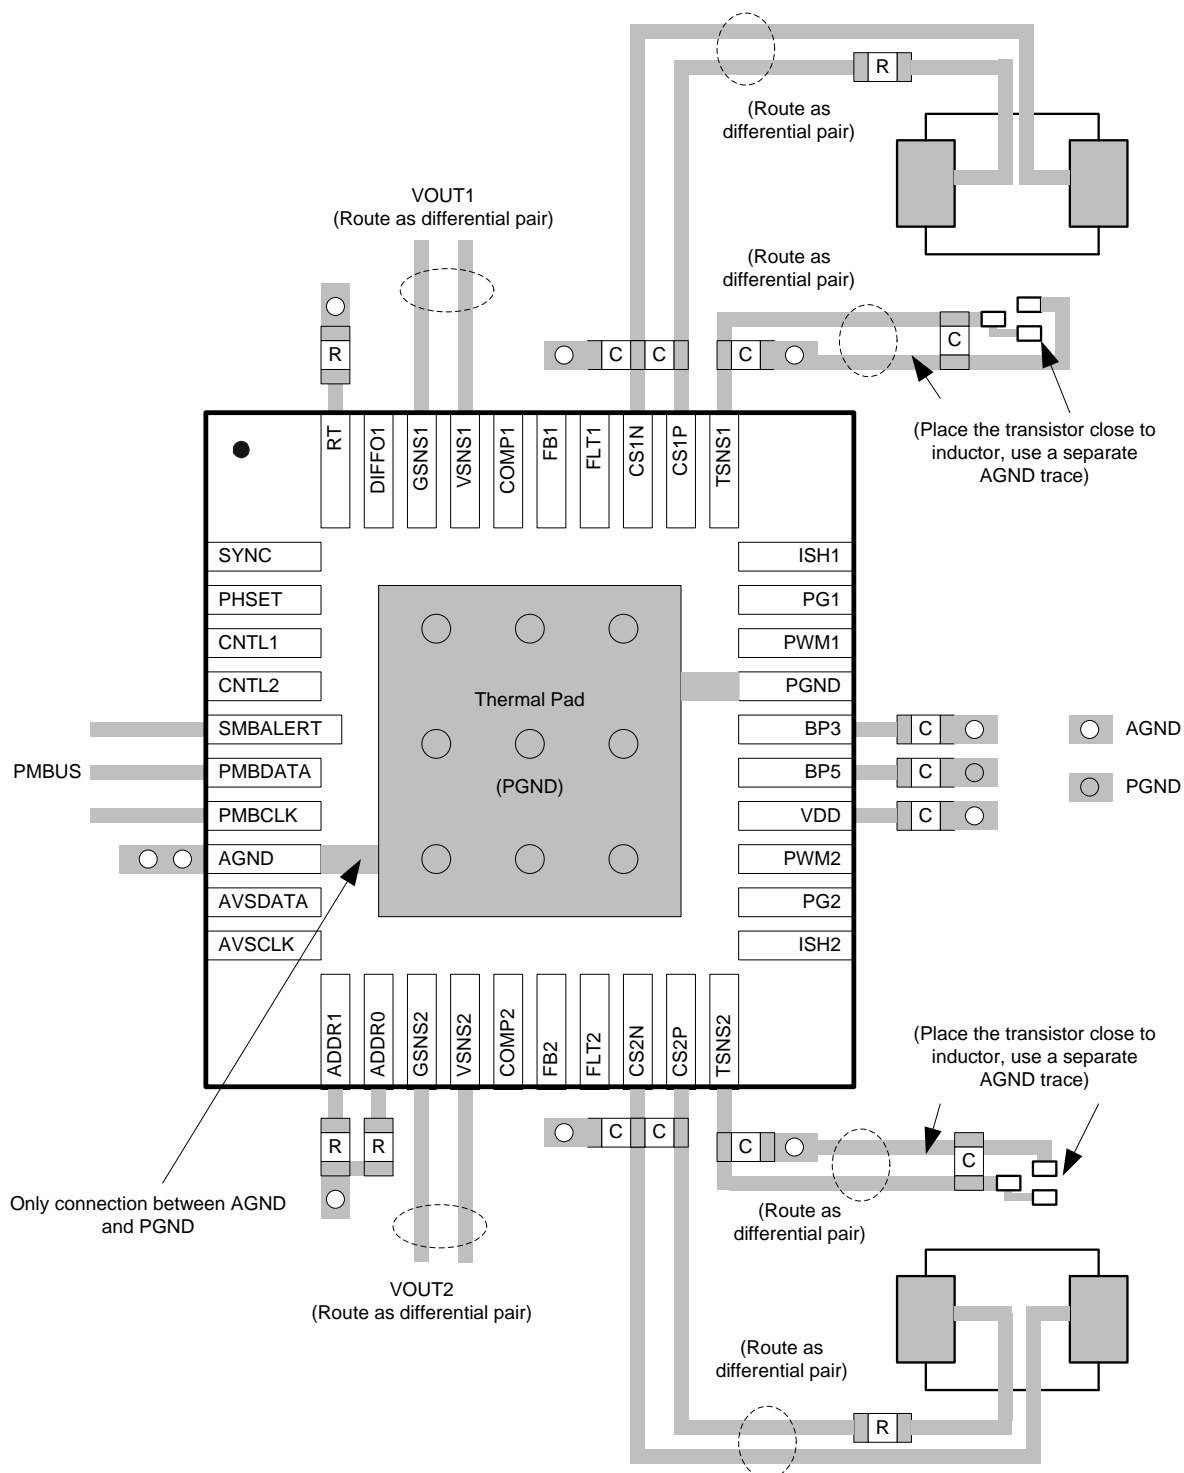 R
(Route as
differential pair)
VOUT1
(Route as differential pair)
(Route as
differential pair)
R
C
C
C
C
(Place the transistor close to
inductor, use a separate
AGND trace)
RT
DIFFO1
GSNS1
VSNS1
COMP1
FB1
FLT1
CS1N
CS1P
TSNS1
SYNC
PHSET
CNTL1
CNTL2
SMBALERT
PMBUS
PMBDATA
PMBCLK
AGND
AVSDATA
AVSCLK
Thermal Pad
(PGND)
ISH1
PG1
PWM1
PGND
BP3
C
AGND
BP5
C
PGND
VDD
C
PWM2
PG2
ISH2
ADDR1
ADDR0
GSNS2
VSNS2
COMP2
FB2
FLT2
CS2N
CS2P
TSNS2
(Place the transistor close to
inductor, use a separate
AGND trace)
R
R
C
C
C
C
Only connection between AGND
and PGND
(Route as
differential pair)
VOUT2
(Route as differential pair)
(Route as
differential pair)
R